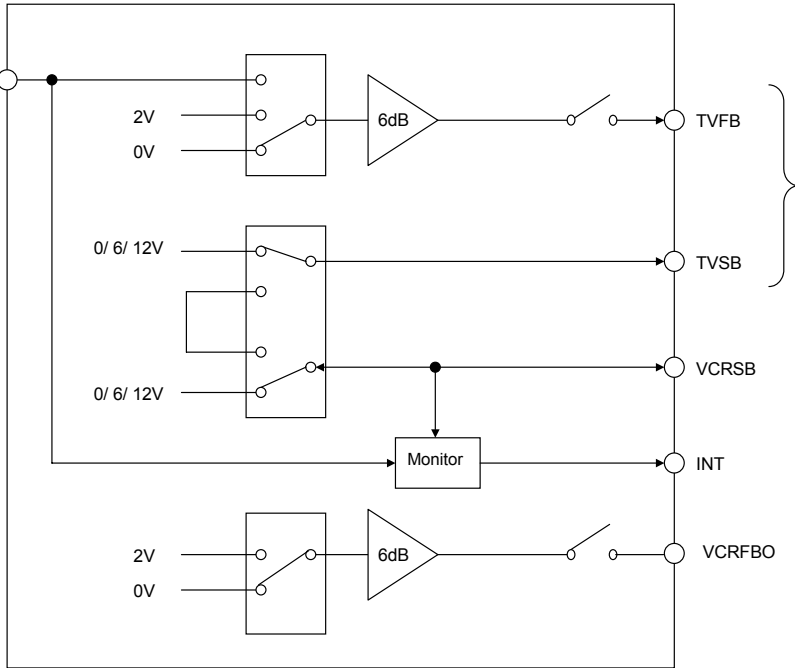 2V
0V
6dB
TVFB
0/ 6/ 12V
TVSB
VCRSB
0/ 6/ 12V
Monitor
INT
2V
0V
6dB
VCRFBO